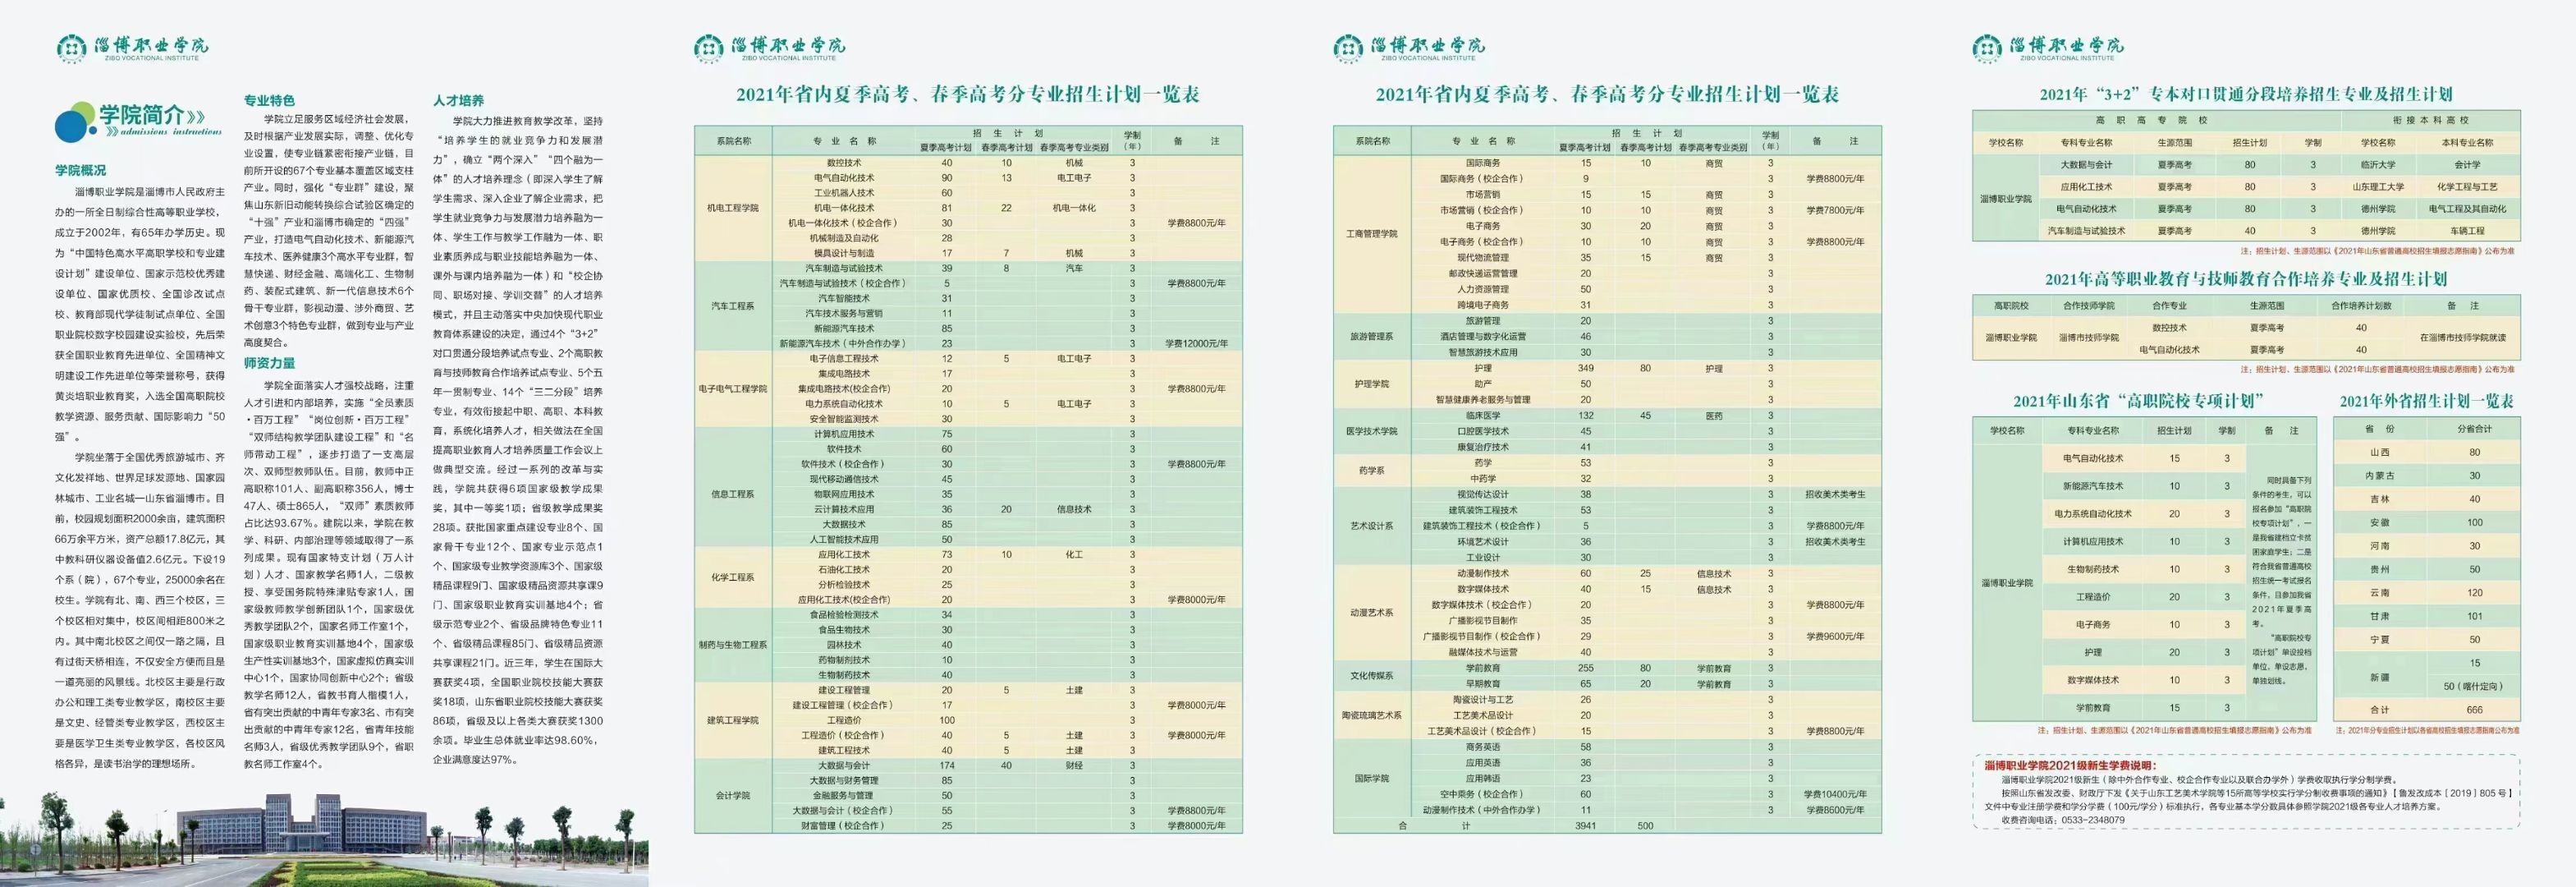 淄博职业学院
ZIBO VOCATIONAL INSTITUTE
学院简介》》
》》admissions instructions
学院概况
淄博职业学院是淄博市人民政府主
办的一所全日制综合性高等职业学校，
成立于2002年，有65年办学历史。现
为“中国特色高水平高职学校和专业建
设计划”建设单位、国家示范校优秀建
设单位、国家优质校、全国诊改试点
校、教育部现代学徒制试点单位、全国
职业院校数字校园建设实验校，先后荣
获全国职业教育先进单位、全国精神文
明建设工作先进单位等荣誉称号，获得
黄炎培职业教育奖，入选全国高职院校
教学资源、服务贡献、国际影响力“50
强”。
学院坐落于全国优秀旅游城市、齐
文化发祥地、世界足球发源地、国家园
林城市、工业名城—山东省淄博市。目
前，校园规划面积2000余亩，建筑面积
66万余平方米，资产总额17.8亿元，其
中教科研仪器设备值2.6亿元。下设19
个系（院），67个专业，25000余名在
校生。学院有北、南、西三个校区，三
个校区相对集中，校区间相距800米之
内。其中南北校区之间仅一路之隔，且
有过街天桥相连，不仅安全方便而且是
一道亮丽的风景线。北校区主要是行政
办公和理工类专业教学区，南校区主要
是文史、经管类专业教学区，西校区主
要是医学卫生类专业教学区，各校区风
格各异，是读书治学的理想场所。
专业特色
学院立足服务区域经济社会发展，
及时根据产业发展实际，调整、优化专
业设置，使专业链紧密衔接产业链，目
前所开设的67个专业基本覆盖区域支柱
产业。同时，强化“专业群”建设，聚
焦山东新旧动能转换综合试验区确定的
“十强”产业和淄博市确定的“四强”
产业，打造电气自动化技术、新能源汽
车技术、医养健康3个高水平专业群，智
慧快递、财经金融、高端化工、生物制
药、装配式建筑、新一代信息技术6个
骨干专业群，影视动漫、涉外商贸、艺
术创意3个特色专业群，做到专业与产业
高度契合。
师资力量
学院全面落实人才强校战略，注重
人才引进和内部培养，实施“全员素质
·百万工程”“岗位创新·百万工程”
“双师结构教学团队建设工程”和“名
师带动工程”，逐步打造了一支高层
次、双师型教师队伍。目前，教师中正
高职称101人、副高职称356人，博士
47人、硕士865人，“双师”素质教师
占比达93.67%。建院以来，学院在教
学、科研、内部治理等领域取得了一系
列成果。现有国家特支计划（万人计
划）人才、国家教学名师1人，二级教
授、享受国务院特殊津贴专家1人，国
家级教师教学创新团队1个，国家级优
秀教学团队2个，国家名师工作室1个，
国家级职业教育实训基地4个，国家级
生产性实训基地3个，国家虚拟仿真实训
中心1个，国家协同创新中心2个；省级
教学名师12人，省教书育人楷模1人，
省有突出贡献的中青年专家3名、市有突
出贡献的中青年专家12名，省青年技能
名师3人，省级优秀教学团队9个，省职
教名师工作室4个。
人才培养
学院大力推进教育教学改革，坚持
“培养学生的就业竞争力和发展潜
力”，确立“两个深入”“四个融为一
体”的人才培养理念（即深入学生了解
学生需求、深入企业了解企业需求，把
学生就业竞争力与发展潜力培养融为一
体、学生工作与教学工作融为一体、职
业素质养成与职业技能培养融为一体、
课外与课内培养融为一体）和“校企协
同、职场对接、学训交替”的人才培养
模式，并且主动落实中央加快现代职业
教育体系建设的决定，通过4个“3+2”
对口贯通分段培养试点专业、2个高职教
育与技师教育合作培养试点专业、5个五
年一贯制专业、14个“三二分段”培养
专业，有效衔接起中职、高职、本科教
育，系统化培养人才，相关做法在全国
提高职业教育人才培养质量工作会议上
做典型交流。经过一系列的改革与实
践，学院共获得6项国家级教学成果
奖，其中一等奖1项；省级教学成果奖
28项。获批国家重点建设专业8个、国
家骨干专业12个、国家专业示范点1
个、国家级专业教学资源库3个、国家级
精品课程9门、国家级精品资源共享课9
门、国家级职业教育实训基地4个；省
级示范专业2个、省级品牌特色专业11
个、省级精品课程85门、省级精品资源
共享课程21门。近三年，学生在国际大
赛获奖4项，全国职业院校技能大赛获
奖18项，山东省职业院校技能大赛获奖
86项，省级及以上各类大赛获奖1300
余项。毕业生总体就业率达98.60%，
企业满意度达97%。
淄博职业学院
ZIBO VOCATIONAL INSTITUTE
2021年省内夏季高考、春季高考分专业招生计划一览表
系院名称 专业名称 招生计划 学制（年） 备注
夏季高考计划 春季高考计划 春季高考专业类别
机电工程学院
数控技术 40 10 机械 3
电气自动化技术 90 13 电工电子 3
工业机器人技术 60 3
机电一体化技术 81 22 机电一体化 3
机电一体化技术（校企合作） 30 3 学费8800元/年
机械制造及自动化 28 3
模具设计与制造 17 7 机械 3
汽车工程系
汽车制造与试验技术 39 8 汽车 3
汽车制造与试验技术（校企合作） 5 3 学费8800元/年
汽车智能技术 31 3
汽车技术服务与营销 11 3
新能源汽车技术 85 3
新能源汽车技术（中外合作办学） 23 3 学费12000元/年
电子电气工程学院
电子信息工程技术 12 5 电工电子 3
集成电路技术 17 3
集成电路技术(校企合作) 20 3 学费8800元/年
电力系统自动化技术 10 5 电工电子 3
安全智能监测技术 30 3
信息工程系
计算机应用技术 75 3
软件技术 60 3
软件技术（校企合作） 30 3 学费8800元/年
现代移动通信技术 45 3
物联网应用技术 35 3
云计算技术应用 36 20 信息技术 3
大数据技术 85 3
人工智能技术应用 50 3
化学工程系
应用化工技术 73 10 化工 3
石油化工技术 20 3
分析检验技术 25 3
应用化工技术(校企合作) 20 3 学费8000元/年
制药与生物工程系
食品检验检测技术 34 3
食品生物技术 30 3
园林技术 40 3
药物制剂技术 10 3
生物制药技术 40 3
建筑工程学院
建设工程管理 20 5 土建 3
建设工程管理（校企合作） 17 3 学费8000元/年
工程造价 100 3
工程造价（校企合作） 40 5 土建 3 学费8000元/年
建筑工程技术 40 5 土建 3
会计学院
大数据与会计 174 40 财经 3
大数据与财务管理 85 3
金融服务与管理 50 3
大数据与会计（校企合作） 55 3 学费8800元/年
财富管理（校企合作） 25 3 学费8000元/年
淄博职业学院
ZIBO VOCATIONAL INSTITUTE
2021年省内夏季高考、春季高考分专业招生计划一览表
系院名称 专业名称 招生计划 学制（年） 备注
夏季高考计划 春季高考计划 春季高考专业类别
工商管理学院
国际商务 15 10 商贸 3
国际商务（校企合作） 9 3 学费8800元/年
市场营销 15 15 商贸 3
市场营销（校企合作） 10 10 商贸 3 学费7800元/年
电子商务 30 20 商贸 3
电子商务（校企合作） 10 10 商贸 3 学费8800元/年
现代物流管理 35 15 商贸 3
邮政快递运营管理 20 3
人力资源管理 50 3
跨境电子商务 31 3
旅游管理系
旅游管理 20 3
酒店管理与数字化运营 46 3
智慧旅游技术应用 30 3
护理学院
护理 349 80 护理 3
助产 50 3
智慧健康养老服务与管理 20 3
医学技术学院
临床医学 132 45 医药 3
口腔医学技术 45 3
康复治疗技术 41 3
药学系
药学 53 3
中药学 32 3
艺术设计系
视觉传达设计 38 3 招收美术类考生
建筑装饰工程技术 53 3
建筑装饰工程技术（校企合作） 5 3 学费8800元/年
环境艺术设计 36 3 招收美术类考生
工业设计 30 3
动漫艺术系
动漫制作技术 60 25 信息技术 3
数字媒体技术 40 15 信息技术 3
数字媒体技术（校企合作） 20 3 学费8800元/年
广播影视节目制作 35 3
广播影视节目制作（校企合作） 29 3 学费9600元/年
融媒体技术与运营 40 3
文化传媒系
学前教育 255 80 学前教育 3
早期教育 65 20 学前教育 3
陶瓷琉璃艺术系
陶瓷设计与工艺 26 3
工艺美术品设计 20 3
工艺美术品设计（校企合作） 15 3 学费8800元/年
国际学院
商务英语 58 3
应用英语 36 3
应用韩语 23 3
空中乘务（校企合作） 60 3 学费10400元/年
动漫制作技术（中外合作办学） 11 3 学费8600元/年
合计 3941 500
淄博职业学院
ZIBO VOCATIONAL INSTITUTE
2021年“3+2”专本对口贯通分段培养招生专业及招生计划
高职高专院校 衔接本科高校
学校名称 专科专业名称 生源范围 招生计划 学制 学校名称 本科专业名称
淄博职业学院
大数据与会计 夏季高考 80 3 临沂大学 会计学
应用化工技术 夏季高考 80 3 山东理工大学 化学工程与工艺
电气自动化技术 夏季高考 80 3 德州学院 电气工程及其自动化
汽车制造与试验技术 夏季高考 40 3 德州学院 车辆工程
注：招生计划、生源范围以《2021年山东省普通高校招生填报志愿指南》公布为准
2021年高等职业教育与技师教育合作培养专业及招生计划
高职院校 合作技师学院 合作专业 生源范围 合作培养计划数 备注
淄博职业学院 淄博市技师学院 数控技术 夏季高考 40 在淄博市技师学院就读
电气自动化技术 夏季高考 40
注：招生计划、生源范围以《2021年山东省普通高校招生填报志愿指南》公布为准
2021年山东省“高职院校专项计划”
学校名称 专科专业名称 招生计划 学制 备注
淄博职业学院
电气自动化技术 15 3
新能源汽车技术 10 3
电力系统自动化技术 20 3
计算机应用技术 10 3
生物制药技术 10 3
工程造价 20 3
电子商务 10 3
护理 20 3
数字媒体技术 10 3
学前教育 15 3
同时具备下列
条件的考生，可以
报名参加“高职院
校专项计划”，一
是我省建档立卡贫
困家庭学生；二是
符合我省普通高校
招生统一考试报名
条件，且参加我省
2021年夏季高
考。
“高职院校专
项计划”单设投档
单位，单设志愿，
单独划线。
注：招生计划、生源范围以《2021年山东省普通高校招生填报志愿指南》公布为准
2021年外省招生计划一览表
省份 分省合计
山西 80
内蒙古 30
吉林 40
安徽 100
河南 30
贵州 50
云南 120
甘肃 101
宁夏 50
新疆 15
50（喀什定向）
合计 666
注：2021年分专业招生计划以各省高校招生填报志愿指南公布为准
淄博职业学院2021级新生学费说明：
淄博职业学院2021级新生（除中外合作专业、校企合作专业以及联合办学外）学费收取执行学分制学费。
按照山东省发改委、财政厅下发《关于山东工艺美术学院等15所高等学校实行学分制收费事项的通知》【鲁发改成本〔2019〕805号】
文件中专业注册学费和学分学费（100元/学分）标准执行，各专业基本学分数具体参照学院2021级各专业人才培养方案。
收费咨询电话：0533-2348079